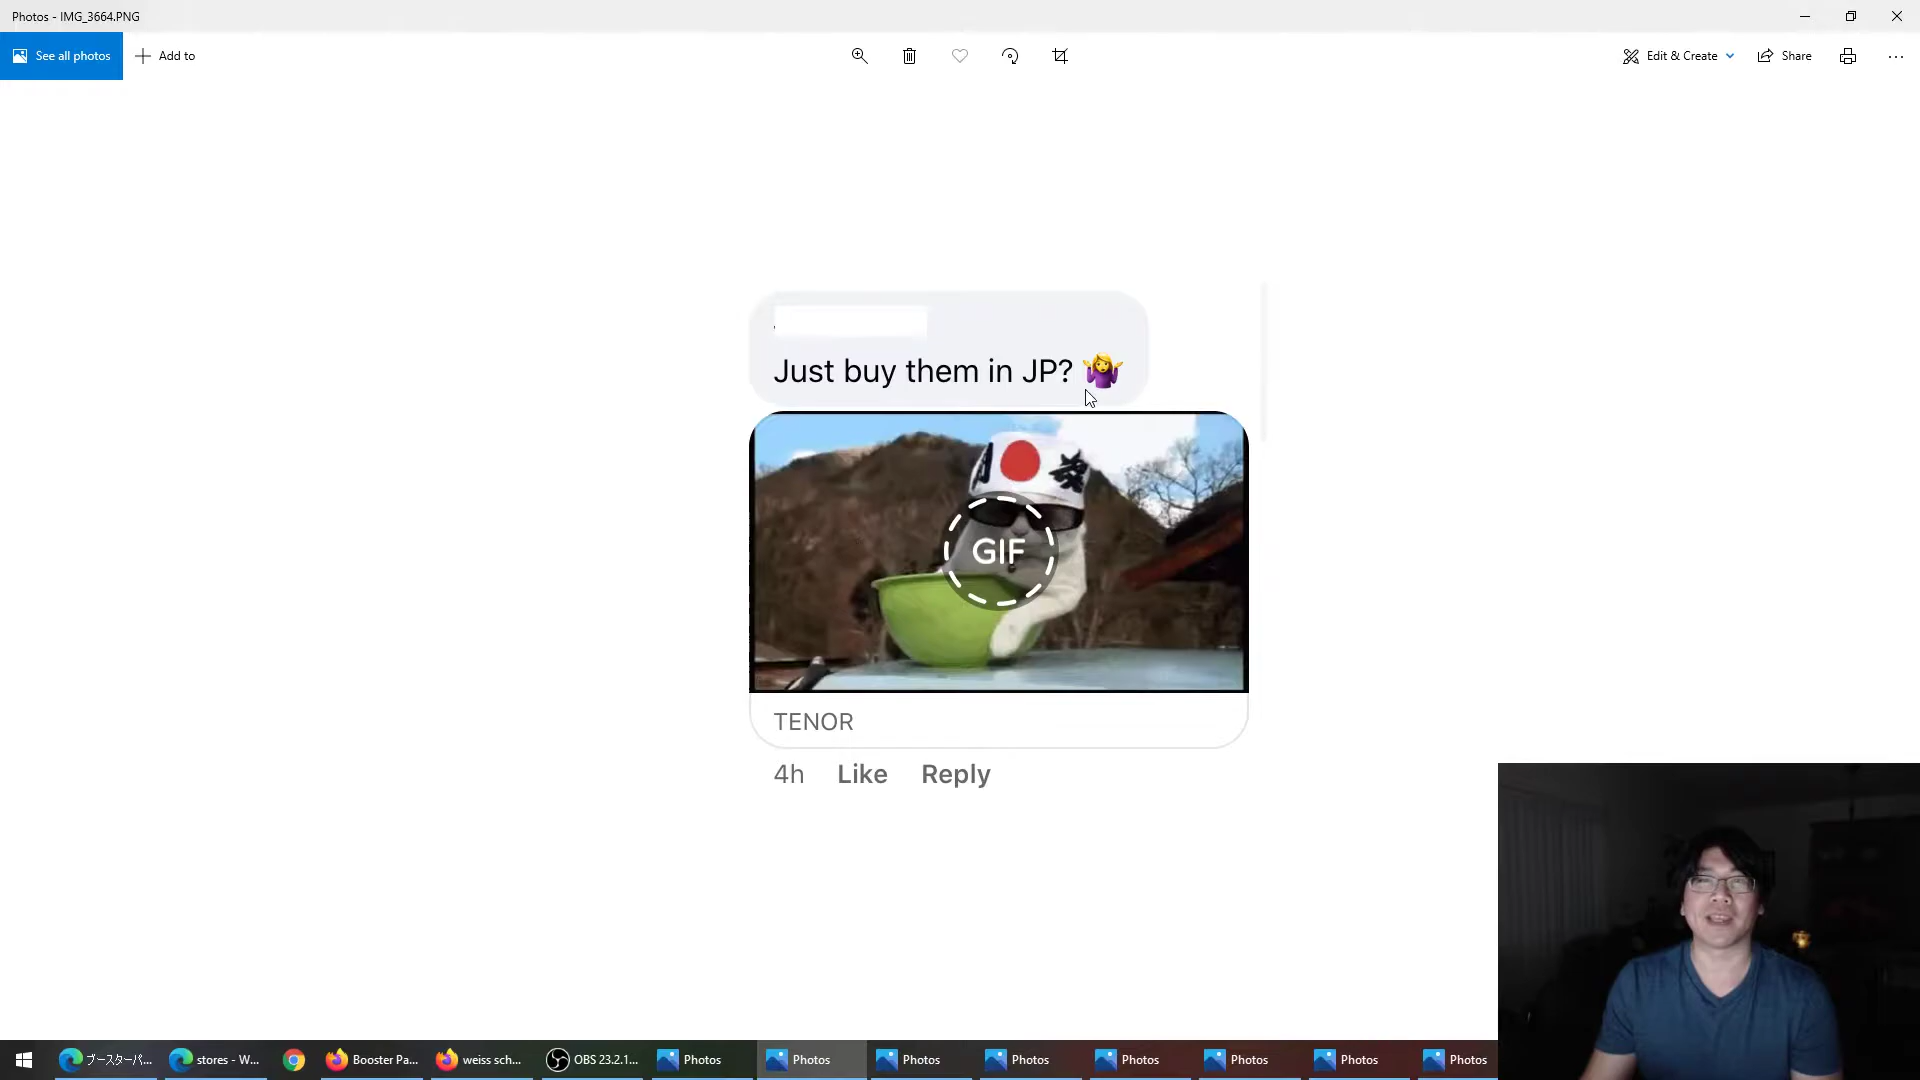 Photos - IMG_3664.PNG
See all photos
Add to
Edit & Create
Share
Just buy them in JP? 🤷‍♀️
魂
GIF
TENOR
4h Like Reply
ブースターパ...
stores - W...
Booster Pa...
weiss sch...
OBS 23.2.1...
Photos
Photos
Photos
Photos
Photos
Photos
Photos
Photos